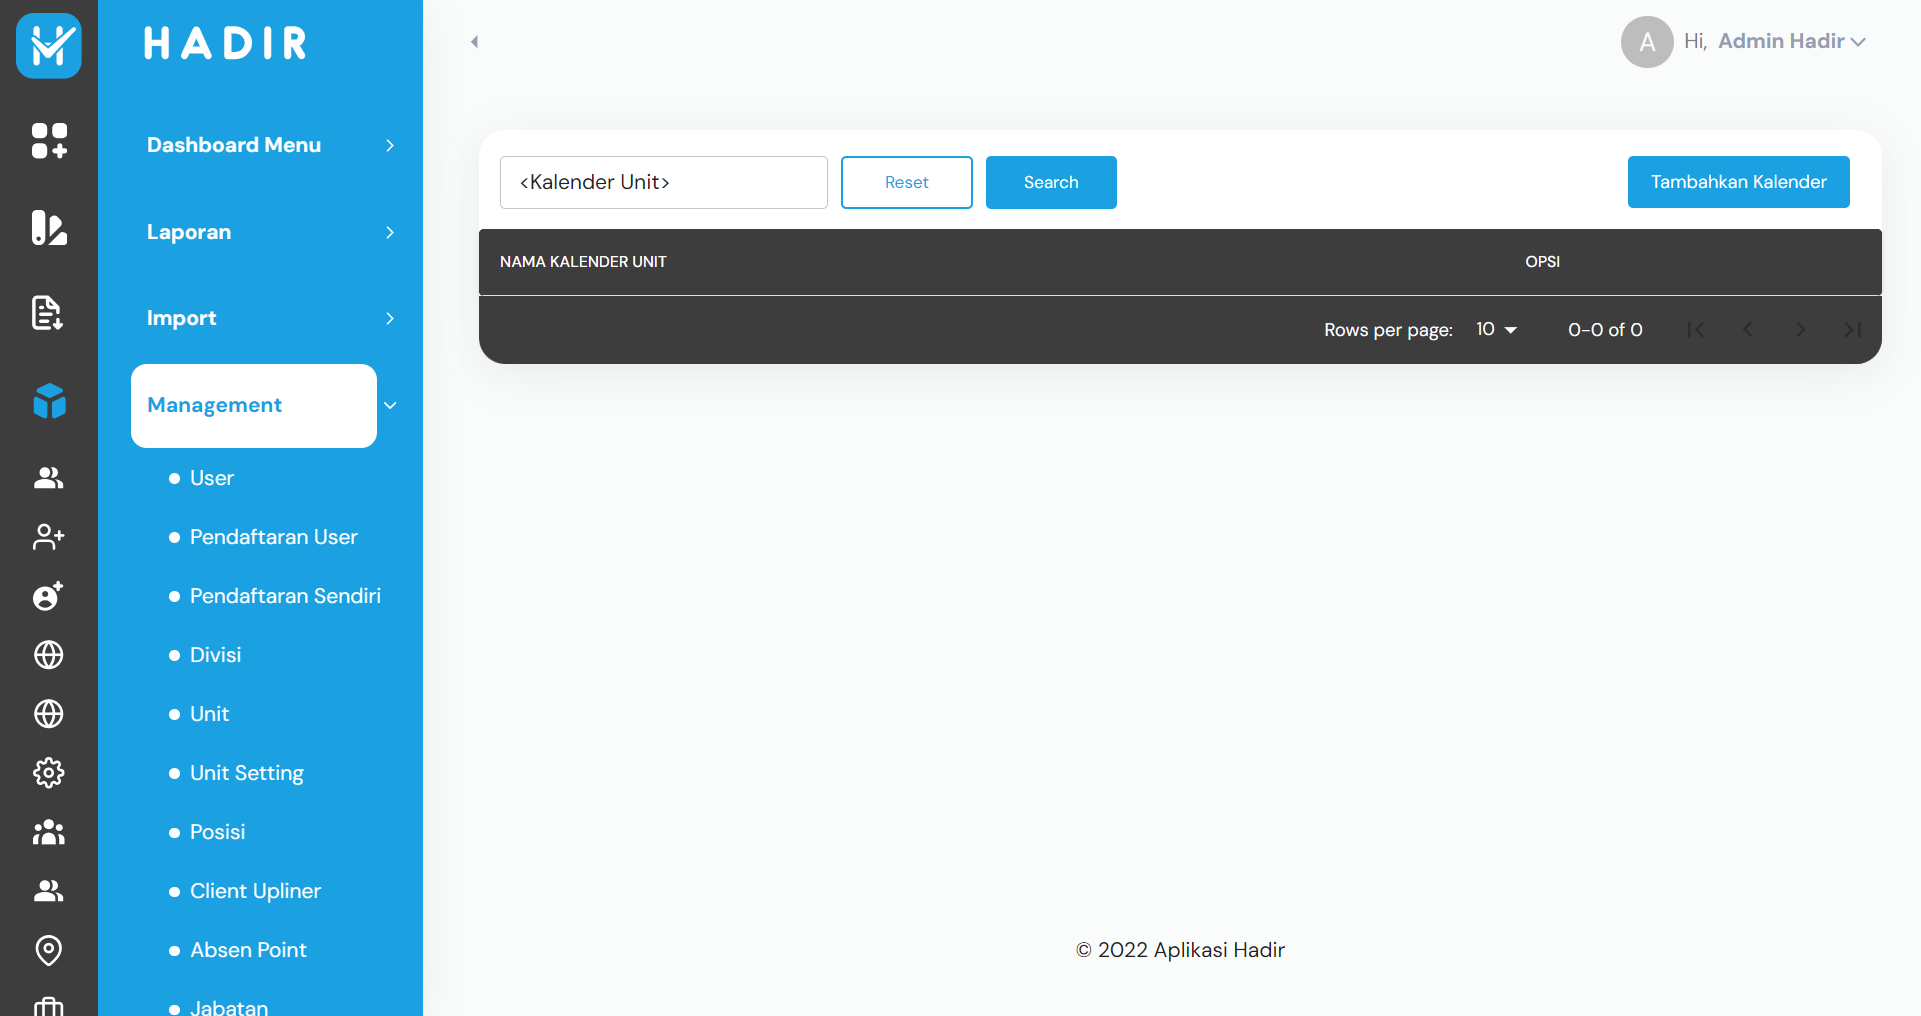 HADIR
Dashboard Menu
Laporan
Import
Management
User
Pendaftaran User
Pendaftaran Sendiri
Divisi
Unit
Unit Setting
Posisi
Client Upliner
Absen Point
Jabatan
A Hi, Admin Hadir
<Kalender Unit> Reset Search Tambahkan Kalender
NAMA KALENDER UNIT OPSI
Rows per page: 10 0-0 of 0
© 2022 Aplikasi Hadir